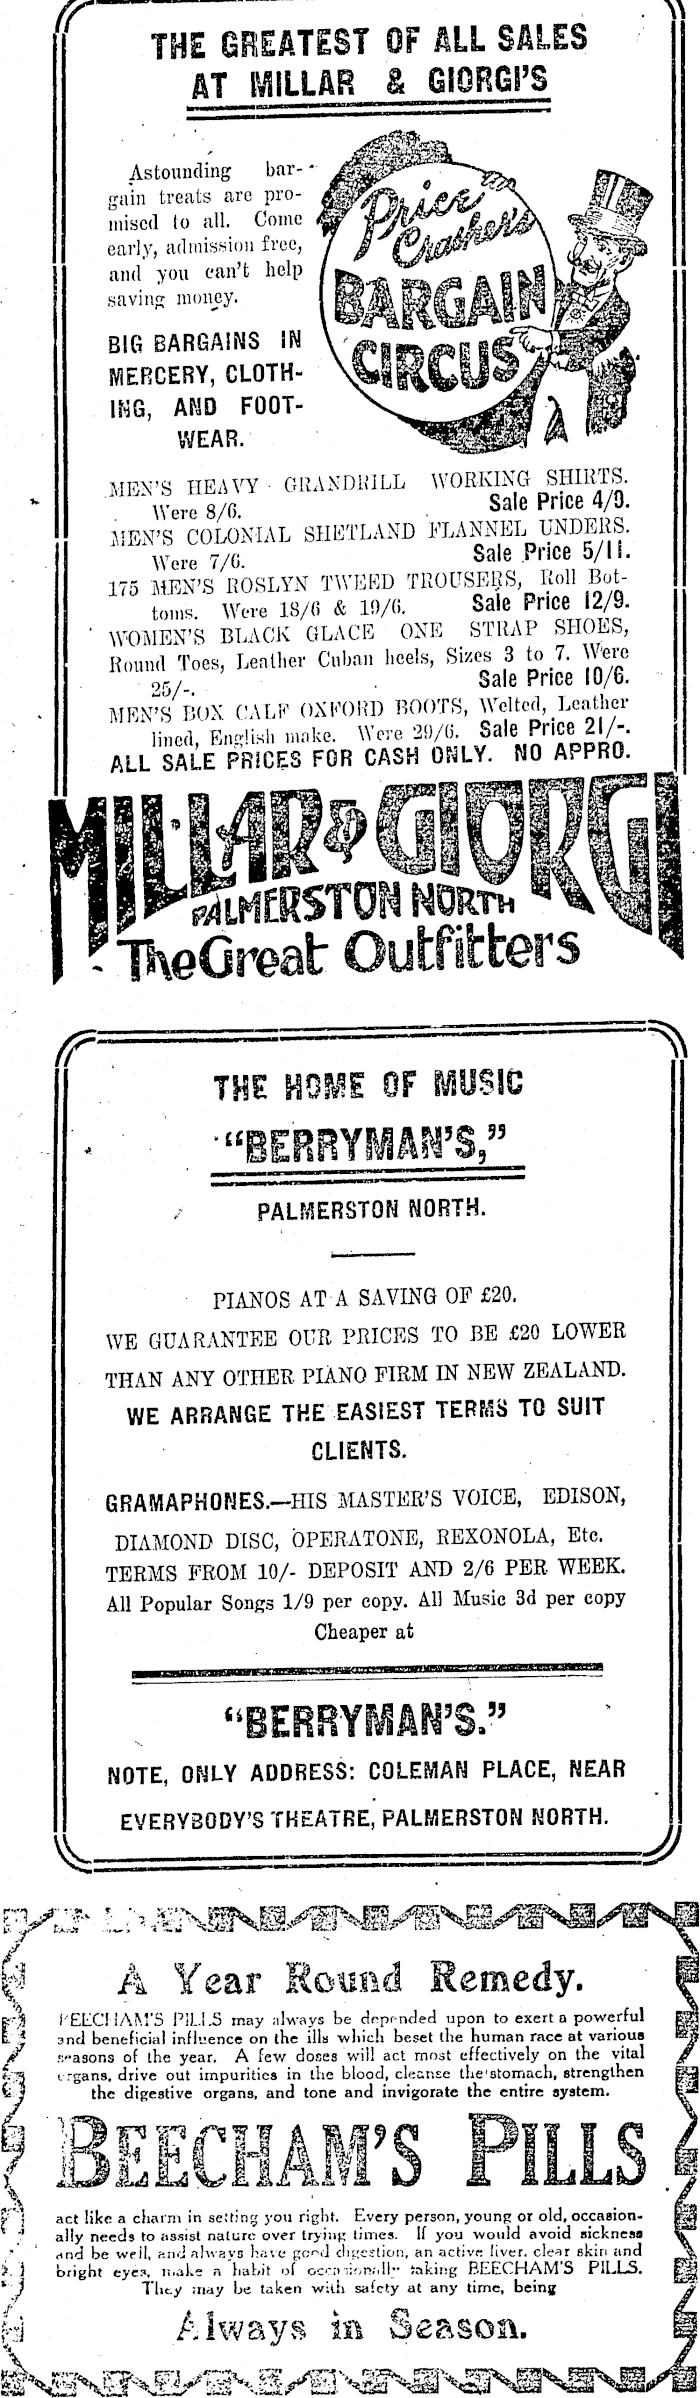 THE GREATEST OF ALL SALES
AT MILLAR & GIORGI'S
Astounding bar-
gain treats are pro-
mised to all. Come
early, admission free,
and you can't help
saving money.
BIG BARGAINS IN
MERCERY, CLOTH-
ING, AND FOOT-
WEAR.
Price
Crashers
BARGAIN
CIRCUS
MEN'S HEAVY GRANDRILL WORKING SHIRTS.
Were 8/6. Sale Price 4/9.
MEN'S COLONIAL SHETLAND FLANNEL UNDERS.
Were 7/6. Sale Price 5/11.
175 MEN'S ROSLYN TWEED TROUSERS, Roll Bot-
toms. Were 18/6 & 19/6. Sale Price 12/9.
WOMEN'S BLACK GLACE ONE STRAP SHOES,
Round Toes, Leather Cuban heels, Sizes 3 to 7. Were
25/-. Sale Price 10/6.
MEN'S BOX CALF OXFORD BOOTS, Welted, Leather
lined, English make. Were 29/6. Sale Price 21/-.
ALL SALE PRICES FOR CASH ONLY. NO APPRO.
MILLAR & GIORGI
PALMERSTON NORTH
The Great Outfitters
THE HOME OF MUSIC
"BERRYMAN'S,"
PALMERSTON NORTH.
PIANOS AT A SAVING OF £20.
WE GUARANTEE OUR PRICES TO BE £20 LOWER
THAN ANY OTHER PIANO FIRM IN NEW ZEALAND.
WE ARRANGE THE EASIEST TERMS TO SUIT
CLIENTS.
GRAMAPHONES.—HIS MASTER'S VOICE, EDISON,
DIAMOND DISC, OPERATONE, REXONOLA, Etc.
TERMS FROM 10/- DEPOSIT AND 2/6 PER WEEK.
All Popular Songs 1/9 per copy. All Music 3d per copy
Cheaper at
"BERRYMAN'S."
NOTE, ONLY ADDRESS: COLEMAN PLACE, NEAR
EVERYBODY'S THEATRE, PALMERSTON NORTH.
A Year Round Remedy.
BEECHAM'S PILLS may always be depended upon to exert a powerful
and beneficial influence on the ills which beset the human race at various
seasons of the year. A few doses will act most effectively on the vital
organs, drive out impurities in the blood, cleanse the stomach, strengthen
the digestive organs, and tone and invigorate the entire system.
BEECHAM'S PILLS
act like a charm in setting you right. Every person, young or old, occasion-
ally needs to assist nature over trying times. If you would avoid sickness
and be well, and always have good digestion, an active liver, clear skin and
bright eyes, make a habit of occasionally taking BEECHAM'S PILLS.
They may be taken with safety at any time, being
Always in Season.